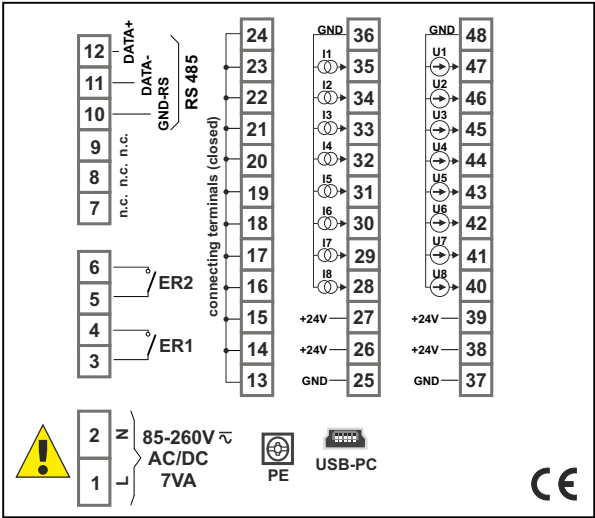 12
DATA+
11
DATA-
10
GND-RS
RS 485
9
n.c.
8
n.c.
7
n.c.
6
5
ER2
4
3
ER1
2
N
1
L
85-260V
AC/DC
7VA
PE
USB-PC
connecting terminals (closed)
24
23
22
21
20
19
18
17
16
15
14
13
GND 36
I1 35
I2 34
I3 33
I4 32
I5 31
I6 30
I7 29
I8 28
+24V 27
+24V 26
GND 25
GND 48
U1 47
U2 46
U3 45
U4 44
U5 43
U6 42
U7 41
U8 40
+24V 39
+24V 38
GND 37
CE